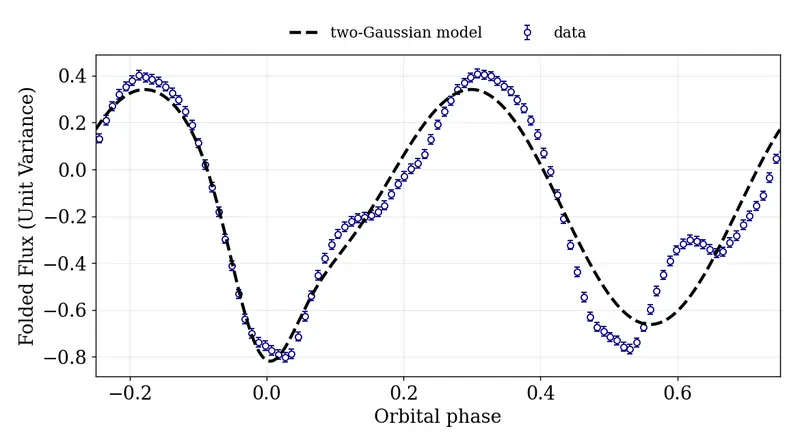 two-Gaussian model data
Folded Flux (Unit Variance)
0.4
0.2
0.0
−0.2
−0.4
−0.6
−0.8
−0.2 0.0 0.2 0.4 0.6
Orbital phase